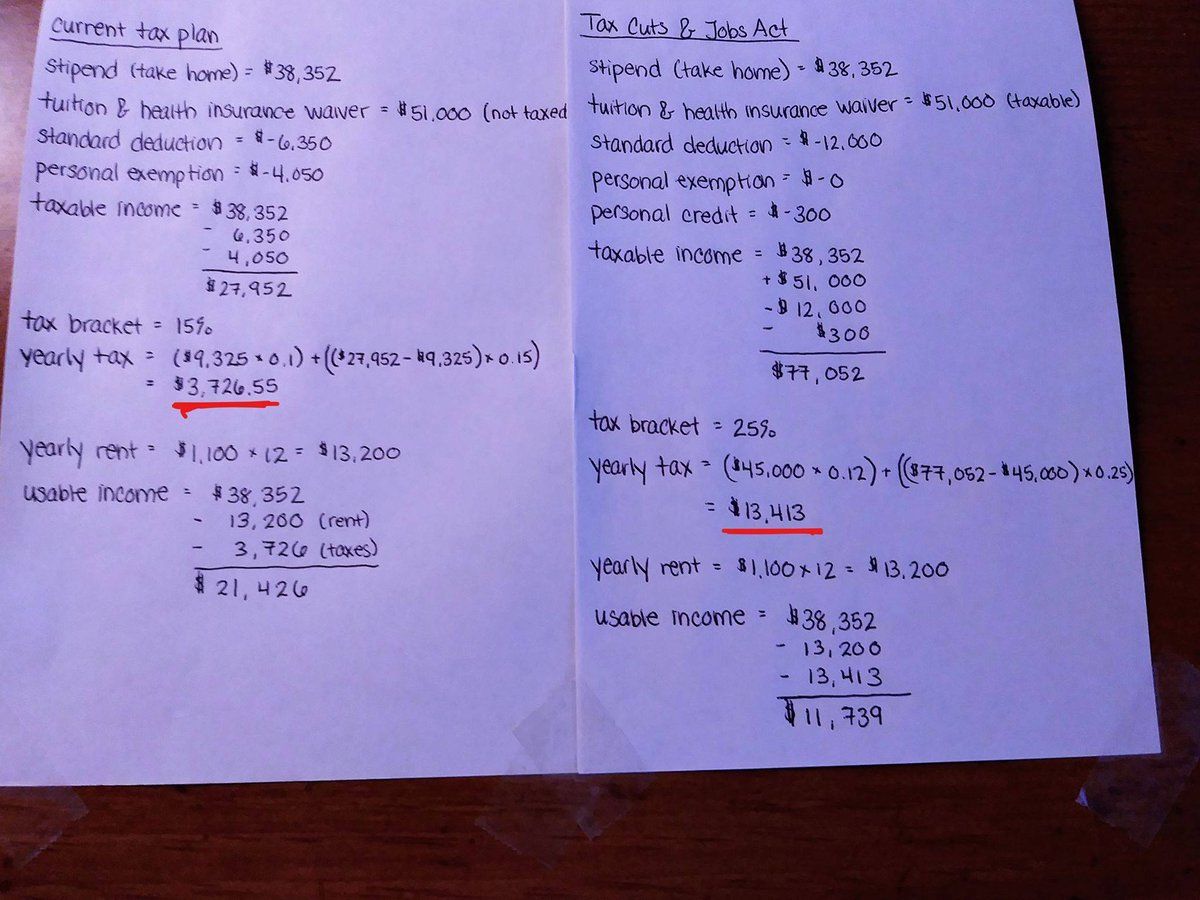 Current tax plan
stipend (take home) = $38,352
tuition & health insurance waiver = $51,000 (not taxed
standard deduction = $-6,350
personal exemption = $-4,050
taxable income = $38,352
- 6,350
- 4,050
$27,952
tax bracket = 15%
yearly tax = ($9,325 × 0.1) + (($27,952 - $9,325) × 0.15)
= $3,726.55
yearly rent = $1,100 × 12 = $13,200
usable income = $38,352
- 13,200 (rent)
- 3,726 (taxes)
$ 21,426
Tax Cuts & Jobs Act
stipend (take home) = $38,352
tuition & health insurance waiver = $51,000 (taxable)
standard deduction = $-12,000
personal exemption = $-0
personal credit = $-300
taxable income = $38,352
+ $51,000
- $12,000
- $300
$77,052
tax bracket = 25%
yearly tax = ($45,000 × 0.12) + (($77,052 - $45,000) × 0.25)
= $13,413
yearly rent = $1,100 × 12 = $13,200
usable income = $38,352
- 13,200
- 13,413
$11,739